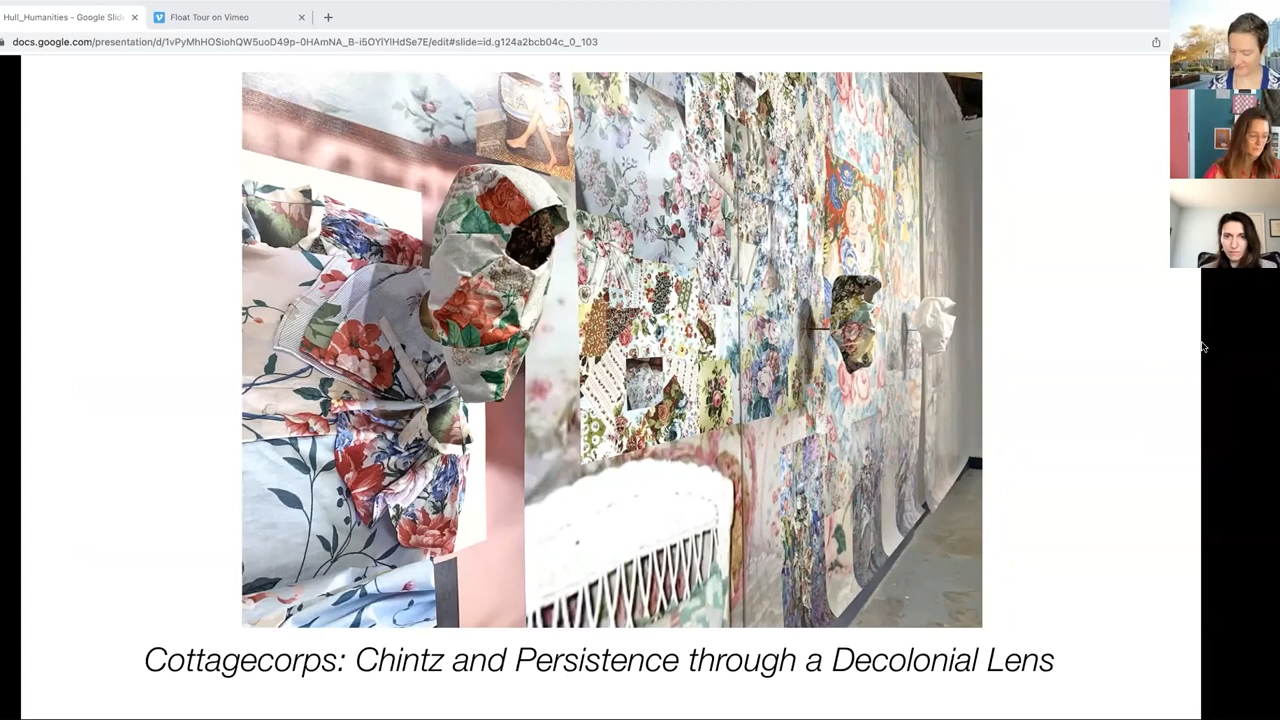 Hull_Humanities - Google Slid
Float Tour on Vimeo
docs.google.com/presentation/d/1vPyMhHOSiohQW5uoD49p-0HAmNA_B-i5OYlYlHdSe7E/edit#slide=id.g124a2bcb04c_0_103
Cottagecorps: Chintz and Persistence through a Decolonial Lens